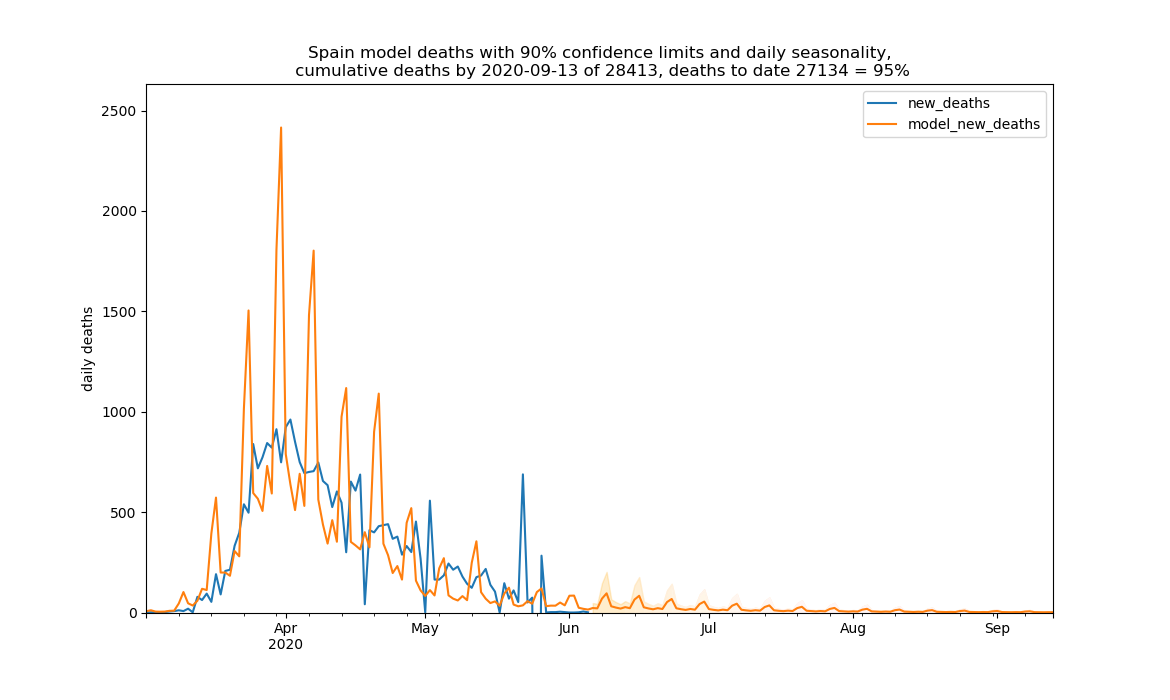 Spain model deaths with 90% confidence limits and daily seasonality,
cumulative deaths by 2020-09-13 of 28413, deaths to date 27134 = 95%
new_deaths
model_new_deaths
2500
2000
1500
1000
500
0
daily deaths
Apr May Jun Jul Aug Sep
2020